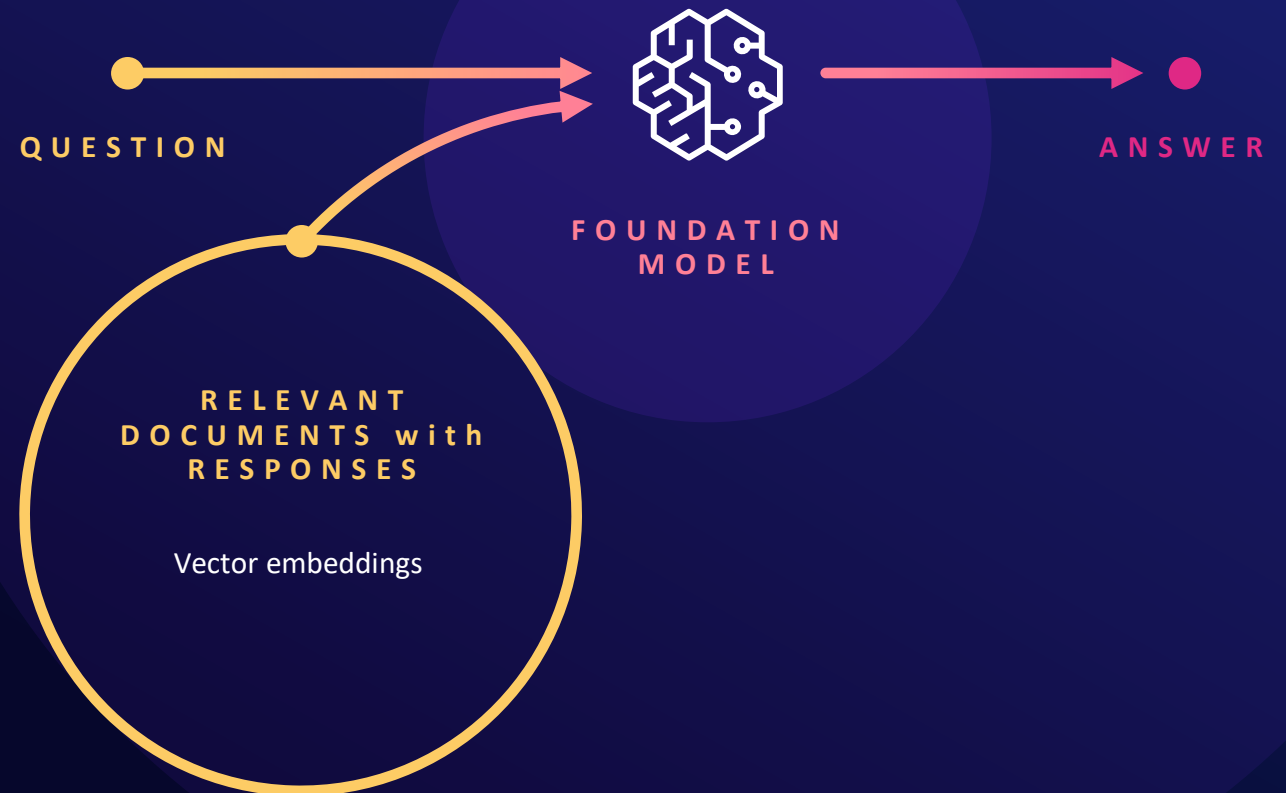 QUESTION
ANSWER
FOUNDATION
MODEL
RELEVANT
DOCUMENTS with
RESPONSES
Vector embeddings